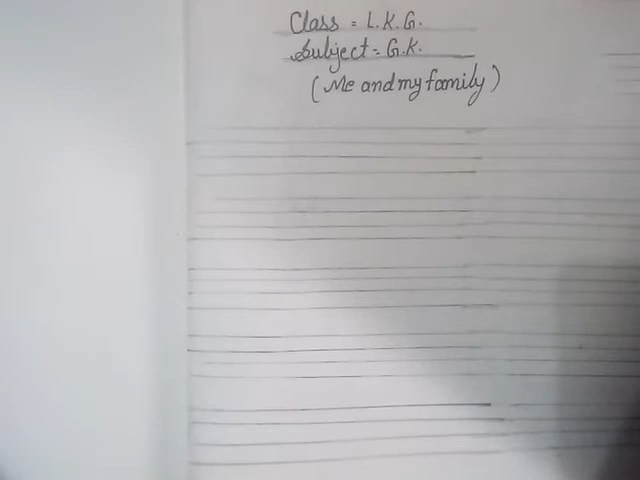 Class = L.K.G.
Subject = G.K.
(Me and my family)